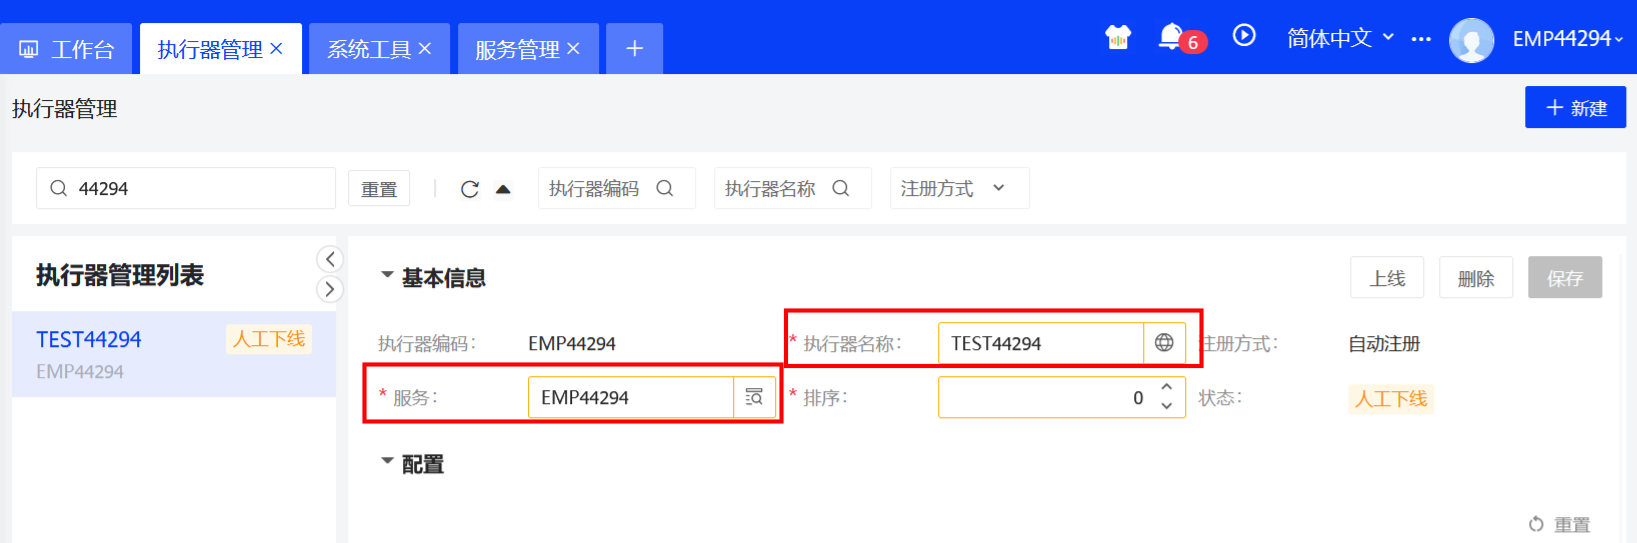 工作台 执行器管理 × 系统工具 × 服务管理 × + 6 简体中文 ... EMP44294
执行器管理 + 新建
44294 重置 执行器编码 执行器名称 注册方式
执行器管理列表
TEST44294 人工下线
EMP44294
基本信息 上线 删除 保存
执行器编码: EMP44294 * 执行器名称: TEST44294 注册方式: 自动注册
* 服务: EMP44294 * 排序: 0 状态: 人工下线
配置
重置